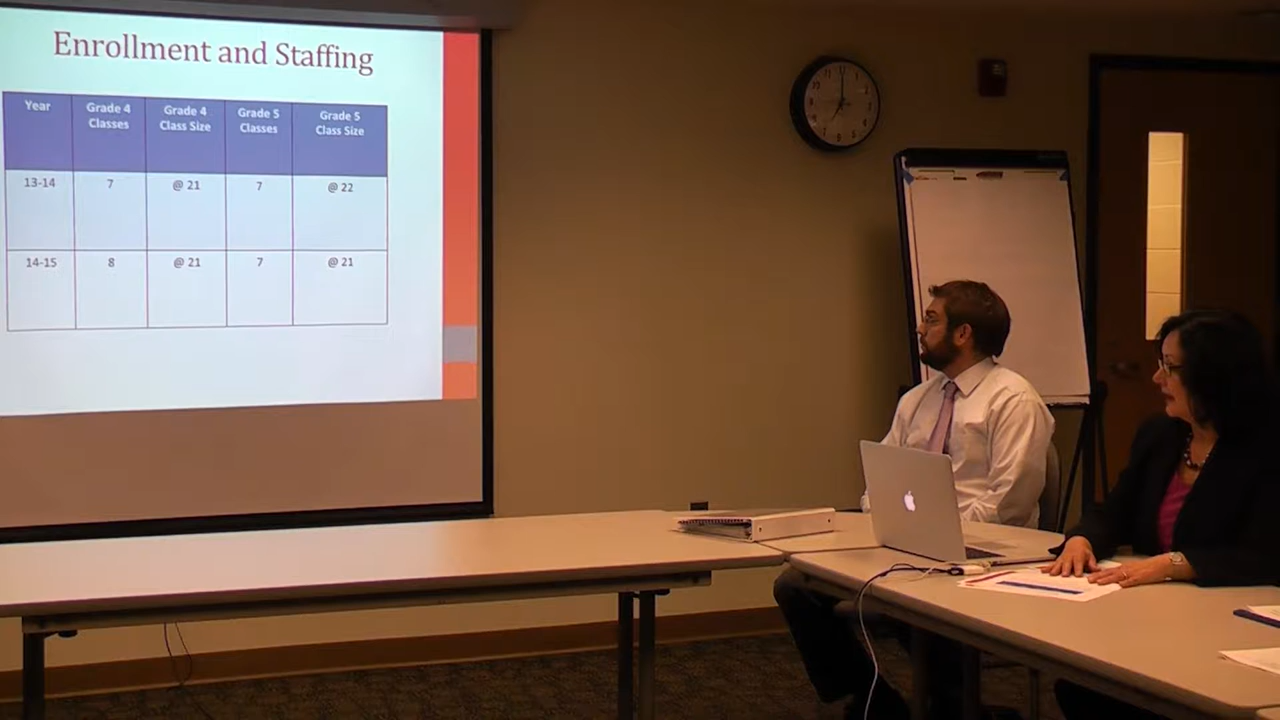 Enrollment and Staffing
Year Grade 4 Classes Grade 4 Class Size Grade 5 Classes Grade 5 Class Size
13-14 7 @ 21 7 @ 22
14-15 8 @ 21 7 @ 21